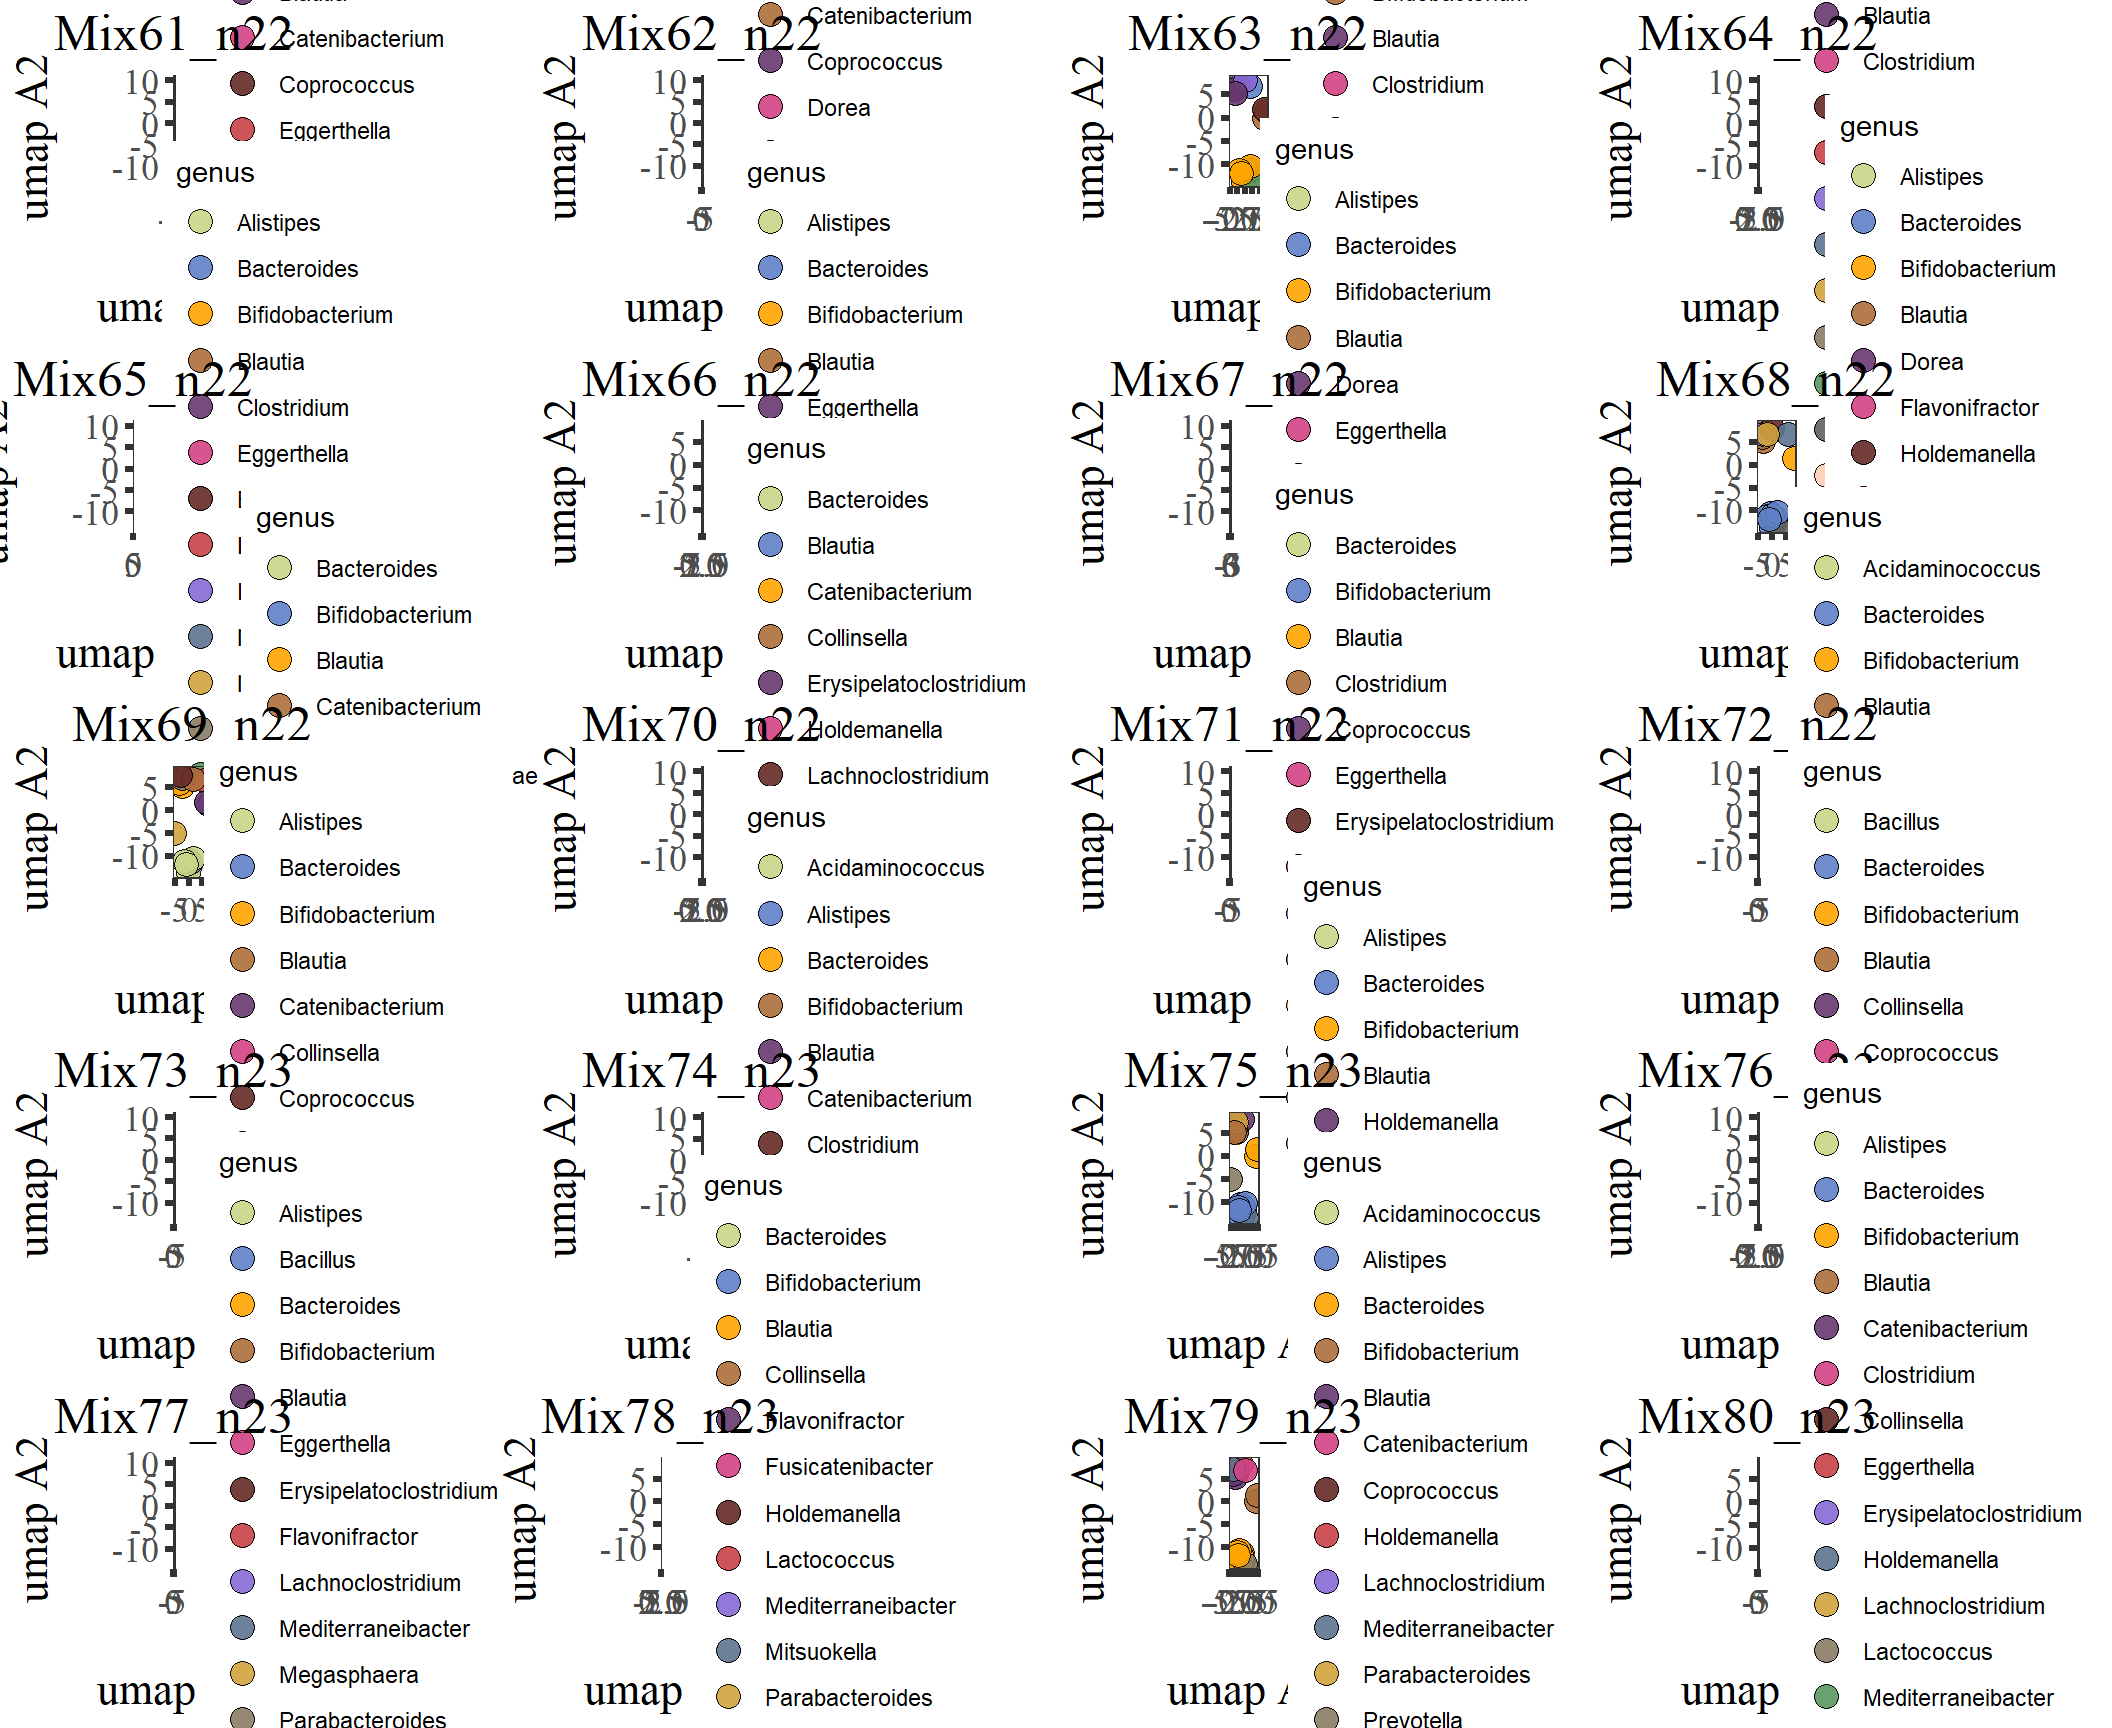 Mix61_n22
Catenibacterium
Coprococcus
Eggerthella
umap A2
10
5
0
-5
-10
genus
Alistipes
Bacteroides
Bifidobacterium
Blautia
Clostridium
Eggerthella
Mix62_n22
Catenibacterium
Coprococcus
Dorea
umap A2
10
5
0
-5
-10
umap
genus
Alistipes
Bacteroides
Bifidobacterium
Blautia
Eggerthella
Mix63_n22
Blautia
Clostridium
umap A2
5
0
-5
-10
genus
Alistipes
Bacteroides
Bifidobacterium
Blautia
Dorea
Eggerthella
Mix64_n22
Blautia
Clostridium
umap A2
10
5
0
-5
-10
umap
genus
Alistipes
Bacteroides
Bifidobacterium
Blautia
Dorea
Flavonifractor
Holdemanella
Mix65_n22
10
5
0
-5
-10
umap
genus
Bacteroides
Bifidobacterium
Blautia
Catenibacterium
Mix66_n22
umap A2
5
0
-5
-10
umap
genus
Bacteroides
Blautia
Catenibacterium
Collinsella
Erysipelatoclostridium
Holdemanella
Lachnoclostridium
Mix67_n22
umap A2
10
5
0
-5
-10
umap
genus
Bacteroides
Bifidobacterium
Blautia
Clostridium
Coprococcus
Eggerthella
Erysipelatoclostridium
Mix68_n22
umap A2
5
0
-5
-10
genus
Acidaminococcus
Bacteroides
Bifidobacterium
Blautia
Mix69_n22
umap A2
5
0
-5
-10
genus
Alistipes
Bacteroides
Bifidobacterium
Blautia
Catenibacterium
Collinsella
Coprococcus
ae
Mix70_n22
umap A2
10
5
0
-5
-10
umap
genus
Acidaminococcus
Alistipes
Bacteroides
Bifidobacterium
Blautia
Catenibacterium
Clostridium
Mix71_n22
umap A2
10
5
0
-5
-10
umap
genus
Alistipes
Bacteroides
Bifidobacterium
Blautia
Holdemanella
Mix72_n22
umap A2
10
5
0
-5
-10
umap
genus
Bacillus
Bacteroides
Bifidobacterium
Blautia
Collinsella
Coprococcus
Mix73_n23
umap A2
10
5
0
-5
-10
umap
genus
Alistipes
Bacillus
Bacteroides
Bifidobacterium
Blautia
Eggerthella
Erysipelatoclostridium
Flavonifractor
Lachnoclostridium
Mediterraneibacter
Megasphaera
Parabacteroides
Mix74_n23
umap A2
10
5
0
-5
-10
genus
Bacteroides
Bifidobacterium
Blautia
Collinsella
Flavonifractor
Fusicatenibacter
Holdemanella
Lactococcus
Mediterraneibacter
Mitsuokella
Parabacteroides
Mix75_n23
umap A2
5
0
-5
-10
umap
genus
Acidaminococcus
Alistipes
Bacteroides
Bifidobacterium
Blautia
Catenibacterium
Coprococcus
Holdemanella
Lachnoclostridium
Mediterraneibacter
Parabacteroides
Prevotella
Mix76_
umap A2
10
5
0
-5
-10
umap
genus
Alistipes
Bacteroides
Bifidobacterium
Blautia
Catenibacterium
Clostridium
Collinsella
Eggerthella
Erysipelatoclostridium
Holdemanella
Lachnoclostridium
Lactococcus
Mediterraneibacter
Mix77_n23
umap A2
10
5
0
-5
-10
umap
Mix78_n23
umap A2
5
0
-5
-10
umap
Mix79_n23
umap A2
5
0
-5
-10
umap
Mix80_n23
umap A2
5
0
-5
-10
umap